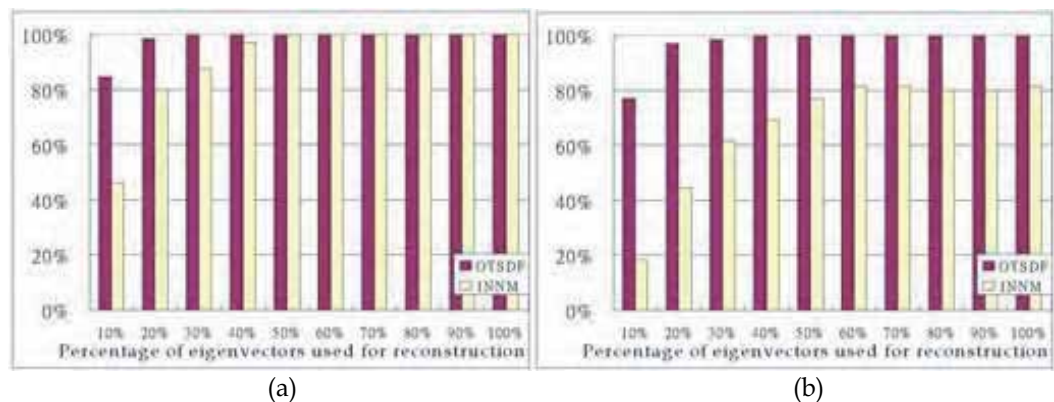 100%
80%
60%
40%
20%
0%
10% 20% 30% 40% 50% 60% 70% 80% 90% 100%
Percentage of eigenvectors used for reconstruction
OTSDF
INNM
(a)
100%
80%
60%
40%
20%
0%
10% 20% 30% 40% 50% 60% 70% 80% 90% 100%
Percentage of eigenvectors used for reconstruction
OTSDF
INNM
(b)